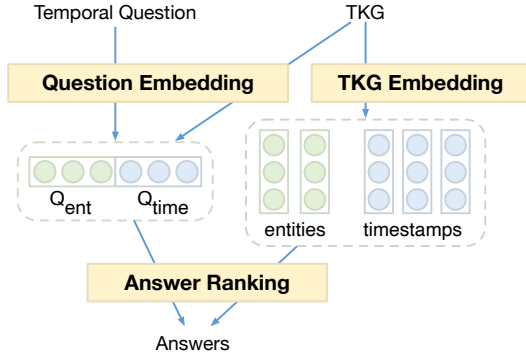 Temporal Question
TKG
Question Embedding
TKG Embedding
Qent
Qtime
entities
timestamps
Answer Ranking
Answers